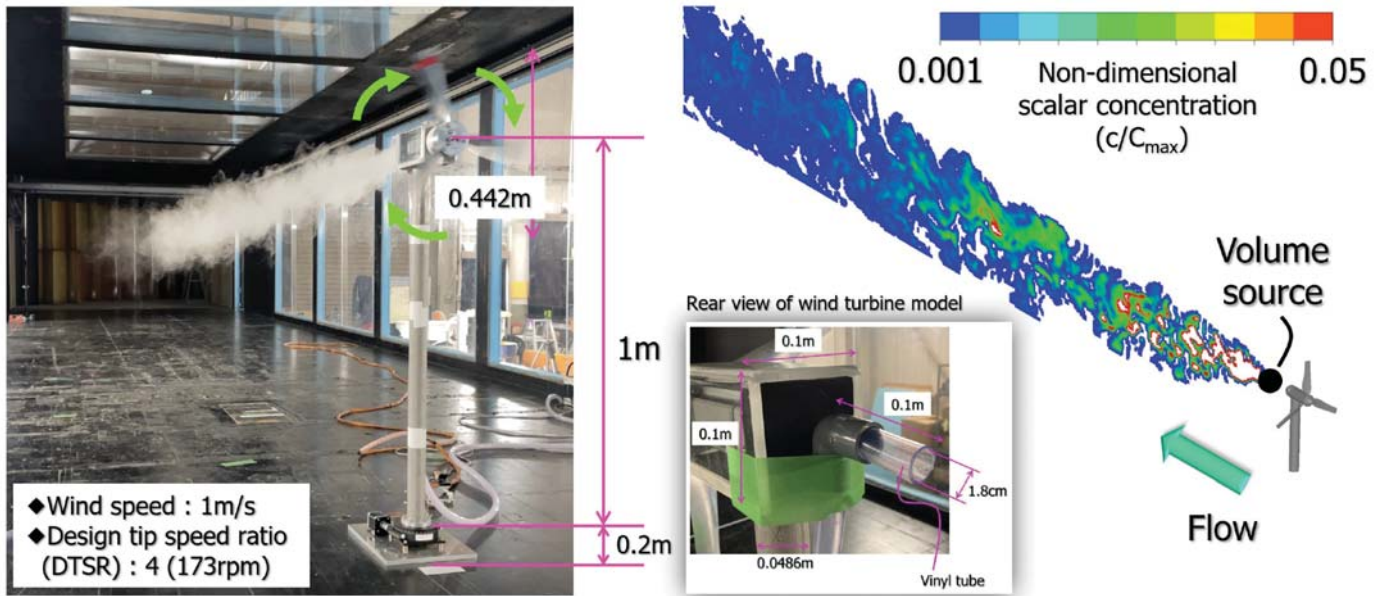 0.442m
1m
0.2m
◆Wind speed : 1m/s
◆Design tip speed ratio
(DTSR) : 4 (173rpm)
0.001
0.05
Non-dimensional
scalar concentration
(c/Cmax)
Volume
source
Flow
Rear view of wind turbine model
0.1m
0.1m
0.1m
1.8cm
0.0486m
Vinyl tube